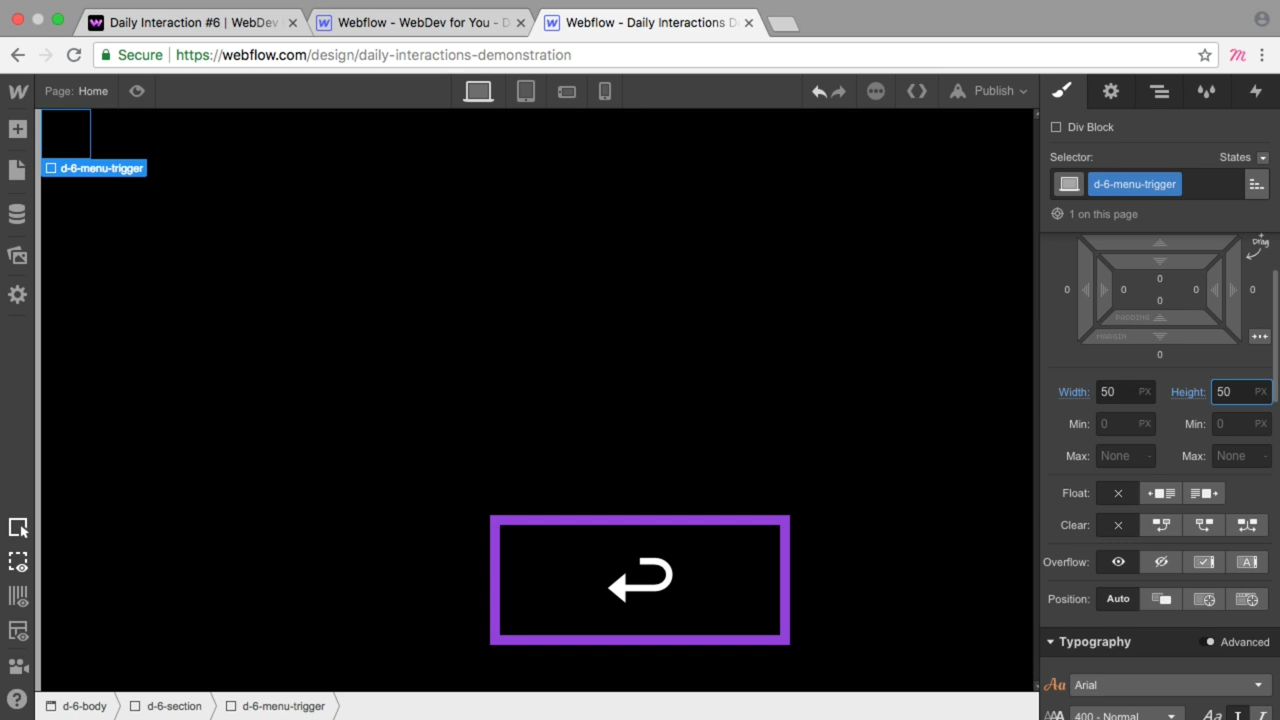 Daily Interaction #6 | WebDev
Webflow - WebDev for You - D
Webflow - Daily Interactions D
Secure
https://webflow.com/design/daily-interactions-demonstration
Page: Home
Publish
d-6-menu-trigger
Div Block
Selector:
States
d-6-menu-trigger
1 on this page
Drag
0
0 0 0 0
0
PADDING
MARGIN
0
Width: 50 PX Height: 50 PX
Min: 0 PX Min: 0 PX
Max: None - Max: None -
Float:
Clear:
Overflow:
Position: Auto
Typography
Advanced
Aa Arial
400 - Normal
d-6-body
d-6-section
d-6-menu-trigger